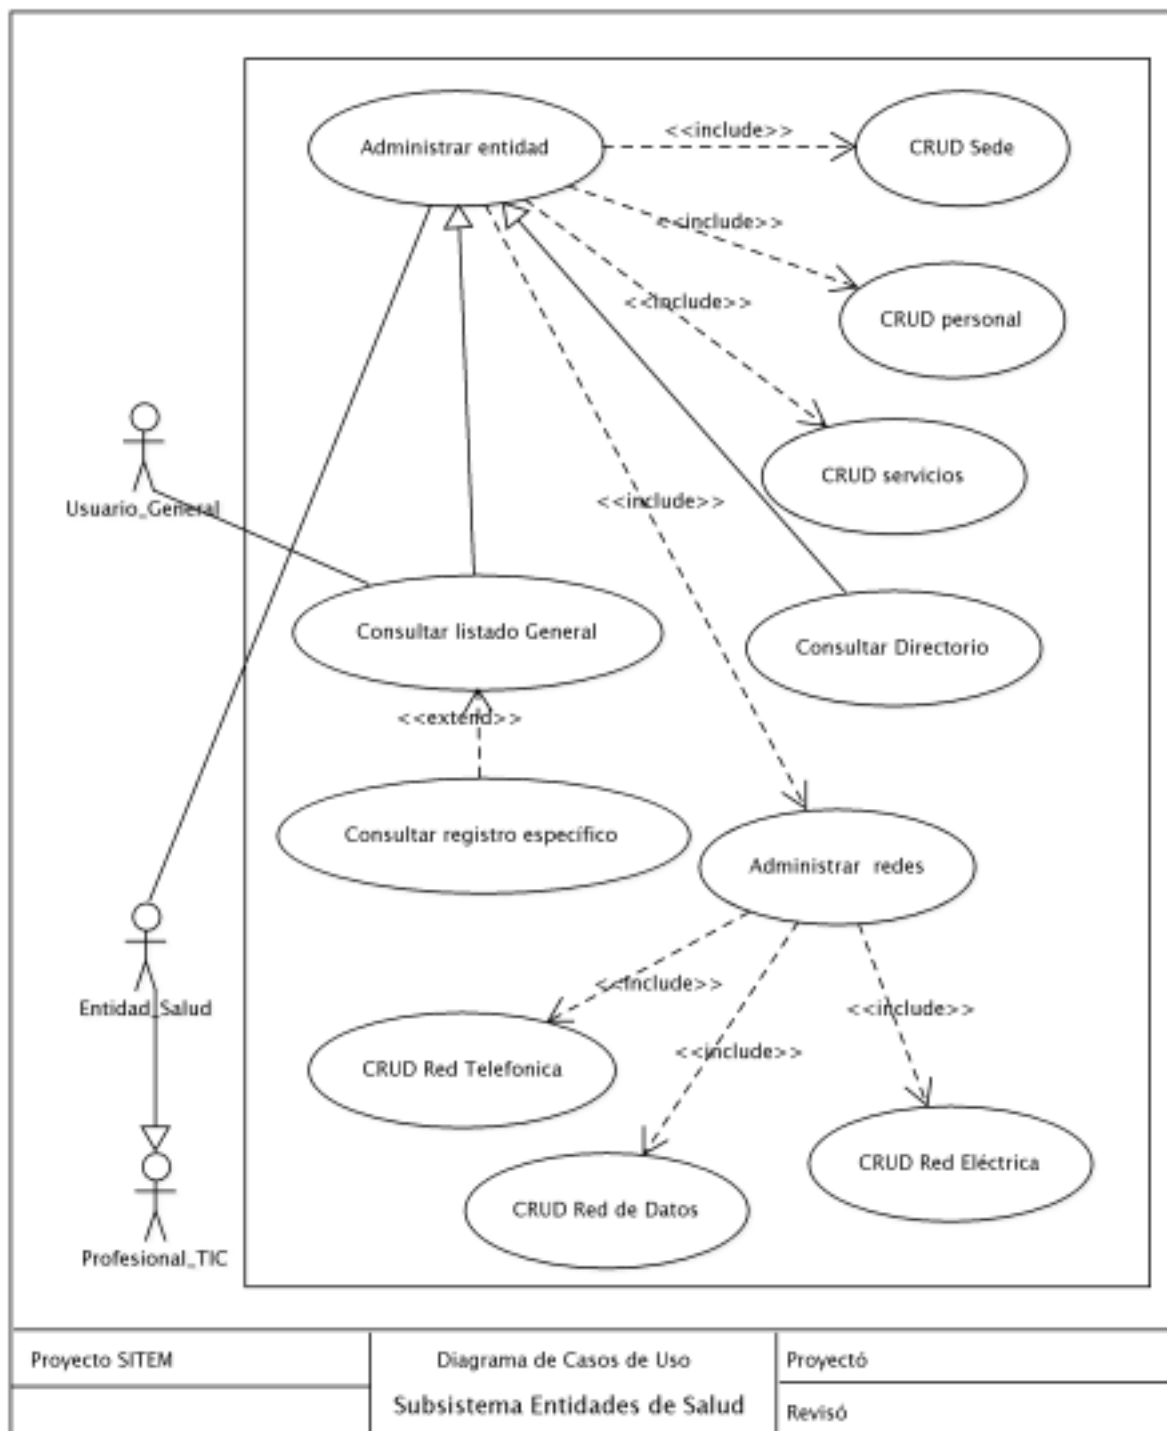 Administrar entidad
<<include>>
CRUD Sede
<<include>>
<<include>>
CRUD personal
CRUD servicios
<<include>>
Usuario_General
Consultar listado General
Consultar Directorio
<<extend>>
Consultar registro específico
Administrar redes
<<include>>
Entidad_Salud
<<include>>
<<include>>
CRUD Red Telefonica
CRUD Red Eléctrica
CRUD Red de Datos
Profesional_TIC
Proyecto SITEM
Diagrama de Casos de Uso
Subsistema Entidades de Salud
Proyectó
Revisó